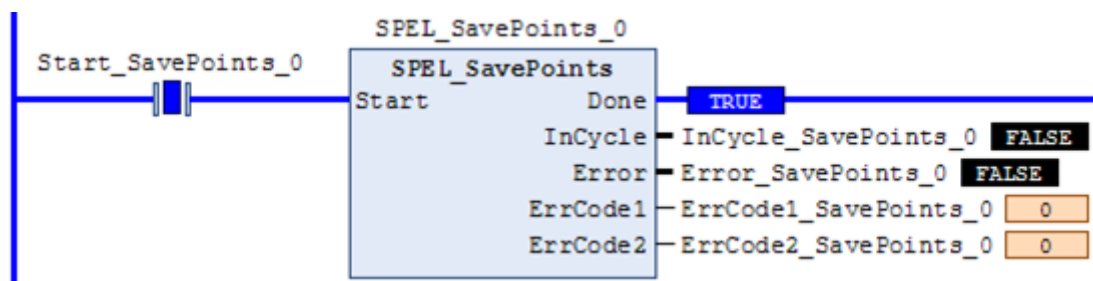 SPEL_SavePoints_0
Start_SavePoints_0
SPEL_SavePoints
Start Done TRUE
InCycle InCycle_SavePoints_0 FALSE
Error Error_SavePoints_0 FALSE
ErrCode1 ErrCode1_SavePoints_0 0
ErrCode2 ErrCode2_SavePoints_0 0